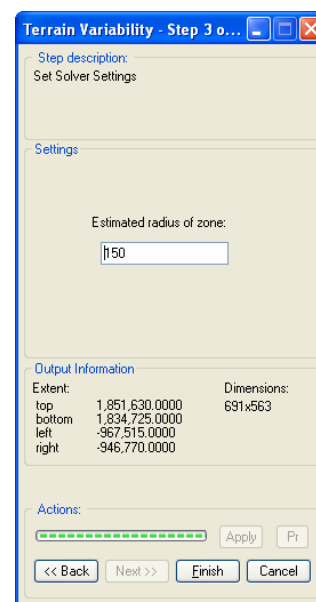 Terrain Variability - Step 3 o...
Step description:
Set Solver Settings
Settings
Estimated radius of zone:
150
Output Information
Extent: Dimensions:
top 1,851,630.0000 691x563
bottom 1,834,725.0000
left -967,515.0000
right -946,770.0000
Actions:
Apply Pr
<< Back Next >> Finish Cancel